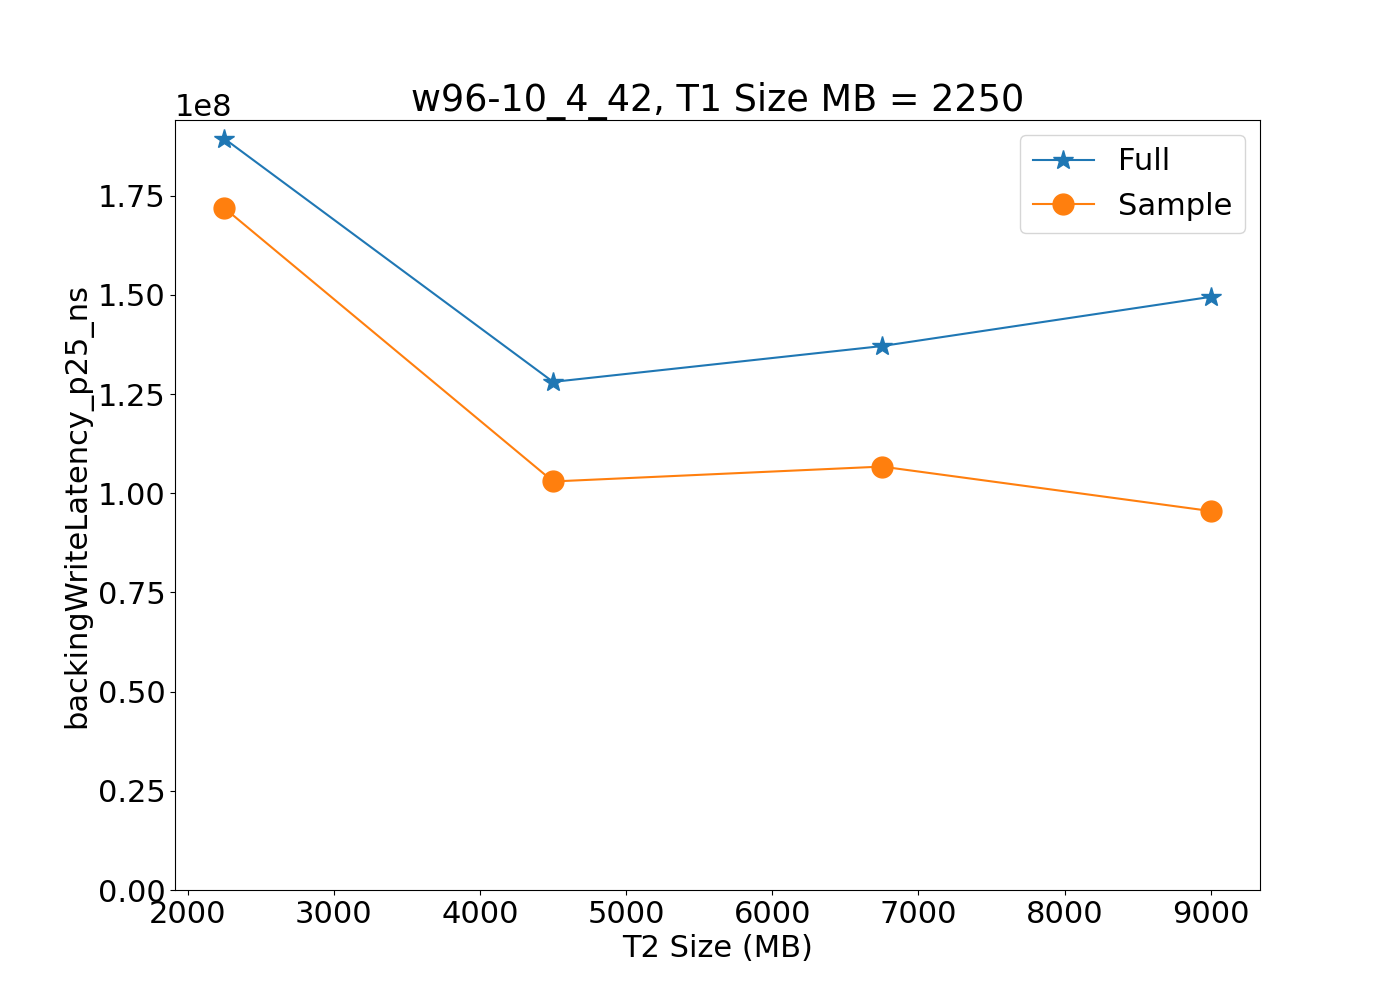 w96-10_4_42, T1 Size MB = 2250
1e8
Full
Sample
1.75
1.50
1.25
1.00
0.75
0.50
0.25
0.00
backingWriteLatency_p25_ns
2000 3000 4000 5000 6000 7000 8000 9000
T2 Size (MB)